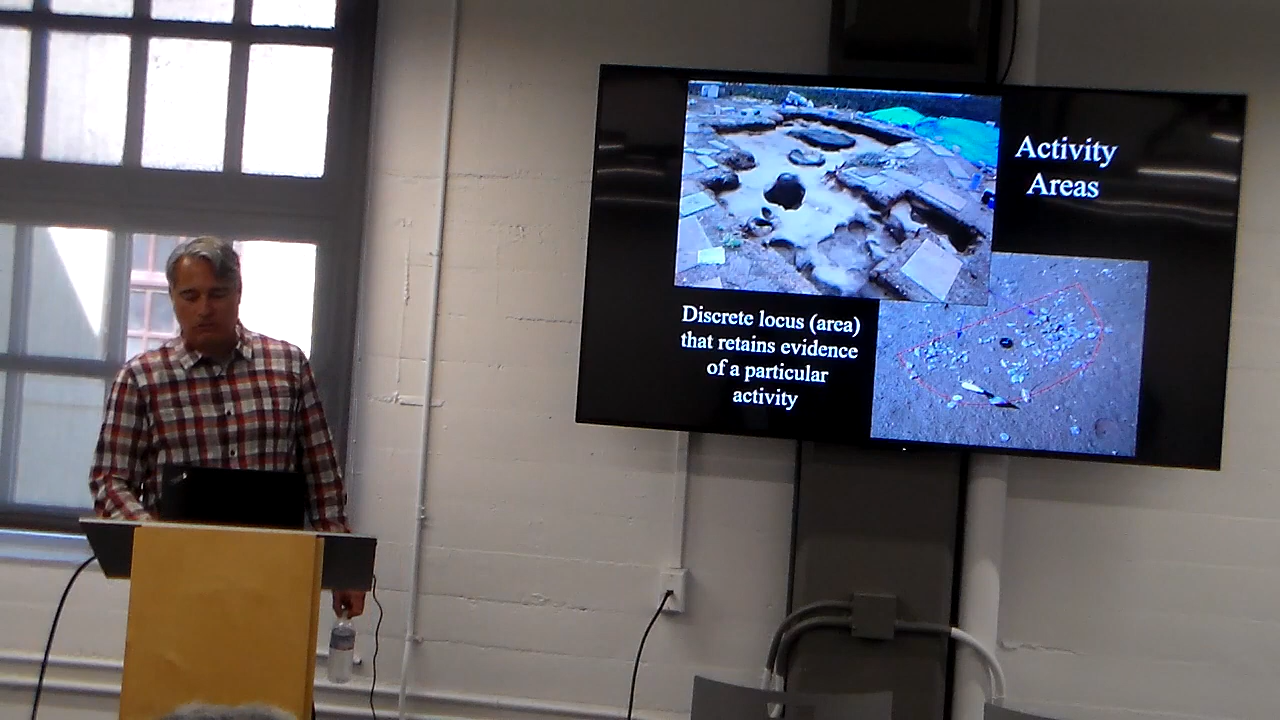 Activity
Areas
Discrete locus (area)
that retains evidence
of a particular
activity